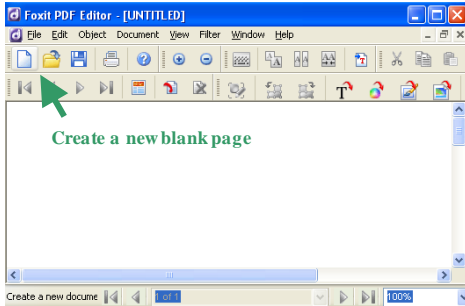 Foxit PDF Editor - [UNTITLED]
File Edit Object Document View Filter Window Help
Create a new blank page
Create a new docume 1 of 1 100%